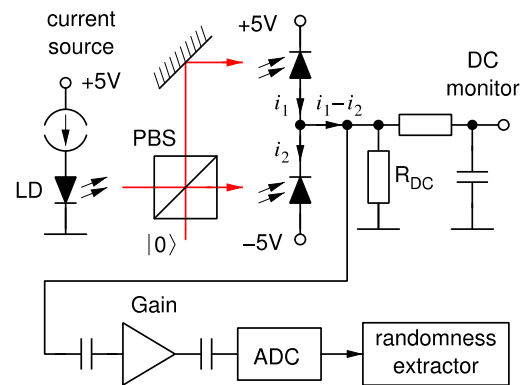 current
source
+5V
LD
PBS
|0⟩
+5V
i1
i1–i2
i2
–5V
DC
monitor
RDC
Gain
ADC
randomness
extractor